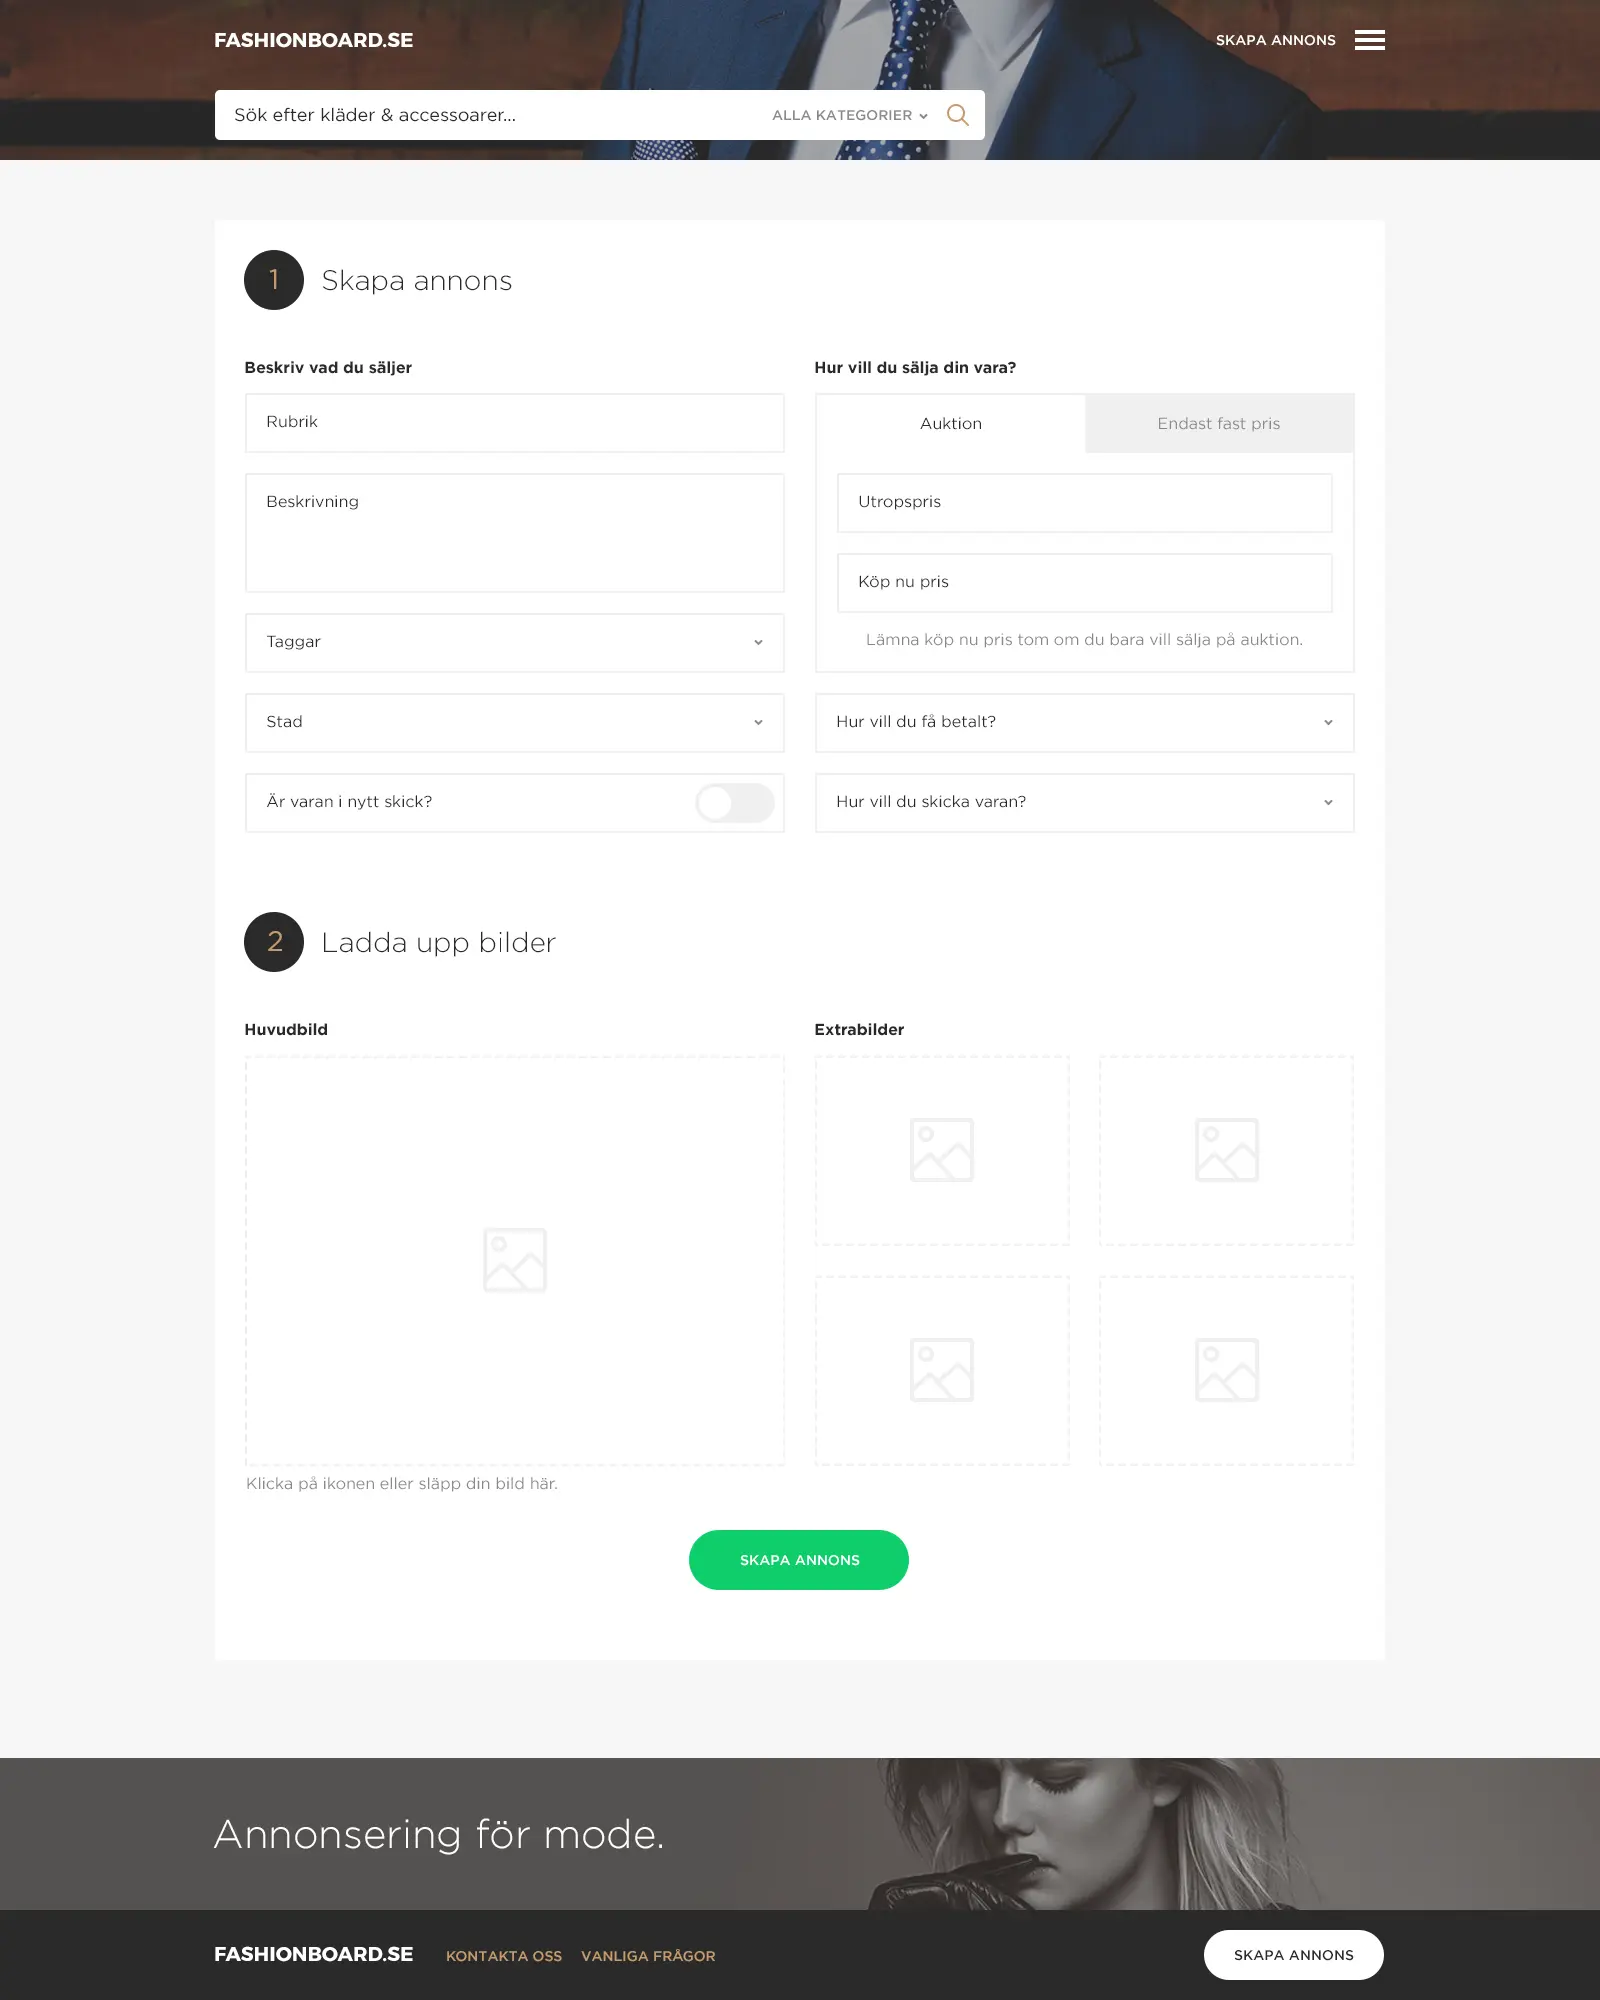 FASHIONBOARD.SE
SKAPA ANNONS
Sök efter kläder & accessoarer...
ALLA KATEGORIER
1
Skapa annons
Beskriv vad du säljer
Rubrik
Beskrivning
Taggar
Stad
Är varan i nytt skick?
Hur vill du sälja din vara?
Auktion
Endast fast pris
Utropspris
Köp nu pris
Lämna köp nu pris tom om du bara vill sälja på auktion.
Hur vill du få betalt?
Hur vill du skicka varan?
2
Ladda upp bilder
Huvudbild
Klicka på ikonen eller släpp din bild här.
Extrabilder
SKAPA ANNONS
Annonsering för mode.
FASHIONBOARD.SE
KONTAKTA OSS
VANLIGA FRÅGOR
SKAPA ANNONS